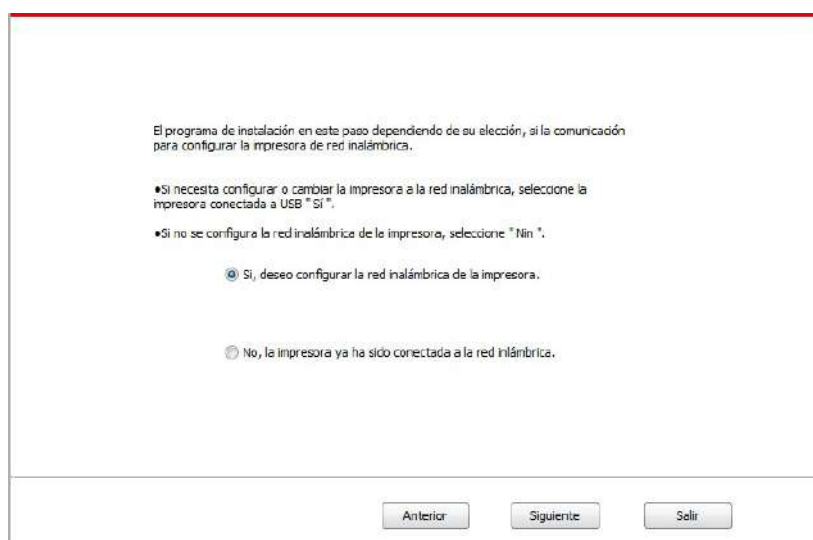 El programa de instalación en este paso dependiendo de su elección, si la comunicación
para configurar la impresora de red inalámbrica.
•Si necesita configurar o cambiar la impresora a la red inalámbrica, seleccione la
impresora conectada a USB " Sí ".
•Si no se configura la red inalámbrica de la impresora, seleccione " Nin ".
Si, deseo configurar la red inalámbrica de la impresora.
No, la impresora ya ha sido conectada a la red inlámbrica.
Anterior
Siguiente
Salir